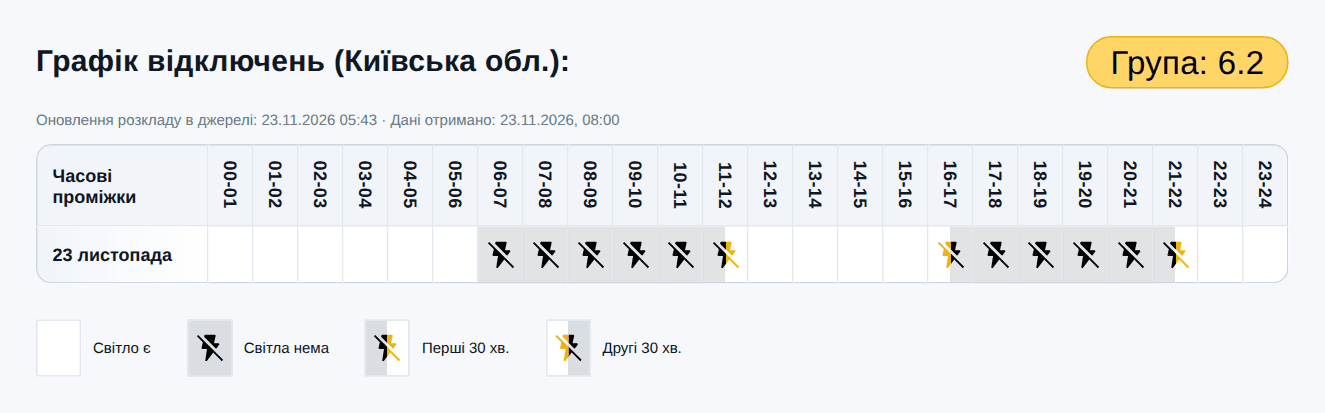 Графік відключень (Київська обл.):
Група: 6.2
Оновлення розкладу в джерелі: 23.11.2026 05:43 · Дані отримано: 23.11.2026, 08:00
Часові
проміжки
00-01
01-02
02-03
03-04
04-05
05-06
06-07
07-08
08-09
09-10
10-11
11-12
12-13
13-14
14-15
15-16
16-17
17-18
18-19
19-20
20-21
21-22
22-23
23-24
23 листопада
Світло є
Світла нема
Перші 30 хв.
Другі 30 хв.